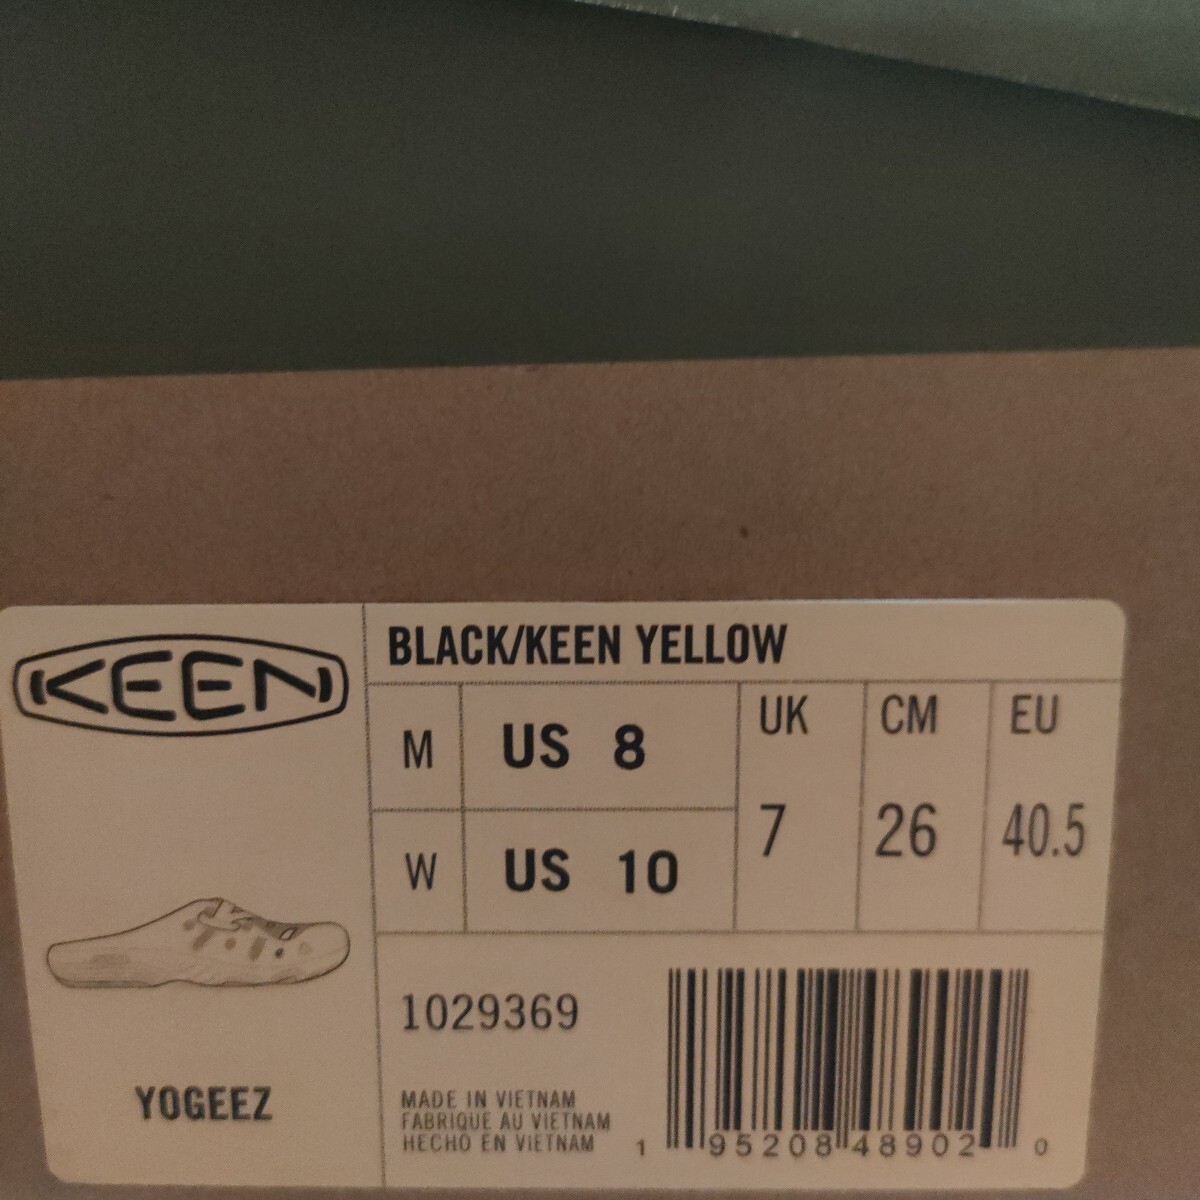 KEEN
BLACK/KEEN YELLOW
M US 8
W US 10
UK
7
CM
26
EU
40.5
YOGEEZ
1029369
MADE IN VIETNAM
FABRIQUE AU VIETNAM
HECHO EN VIETNAM
1 95208 48902 0